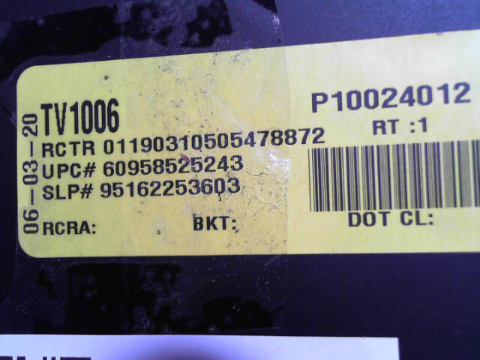 06-03-20
TV1006
P10024012
RCTR 01190310505478872
RT :1
UPC# 60958525243
SLP# 95162253603
RCRA:
BKT:
DOT CL: